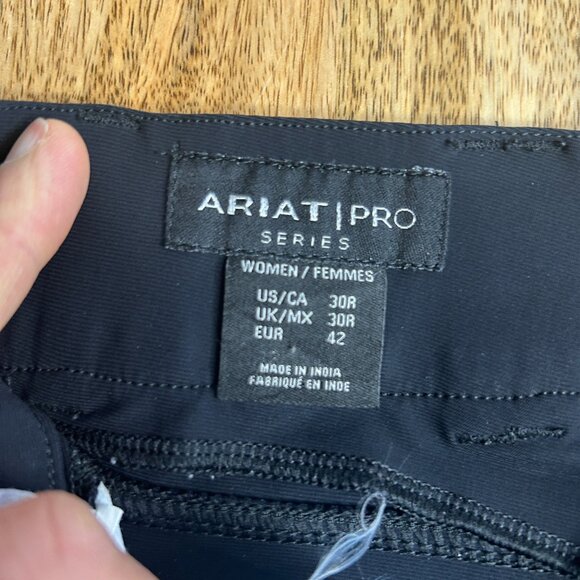 ARIAT|PRO
SERIES
WOMEN / FEMMES
US/CA 30R
UK/MX 30R
EUR 42
MADE IN INDIA
FABRIQUÉ EN INDE